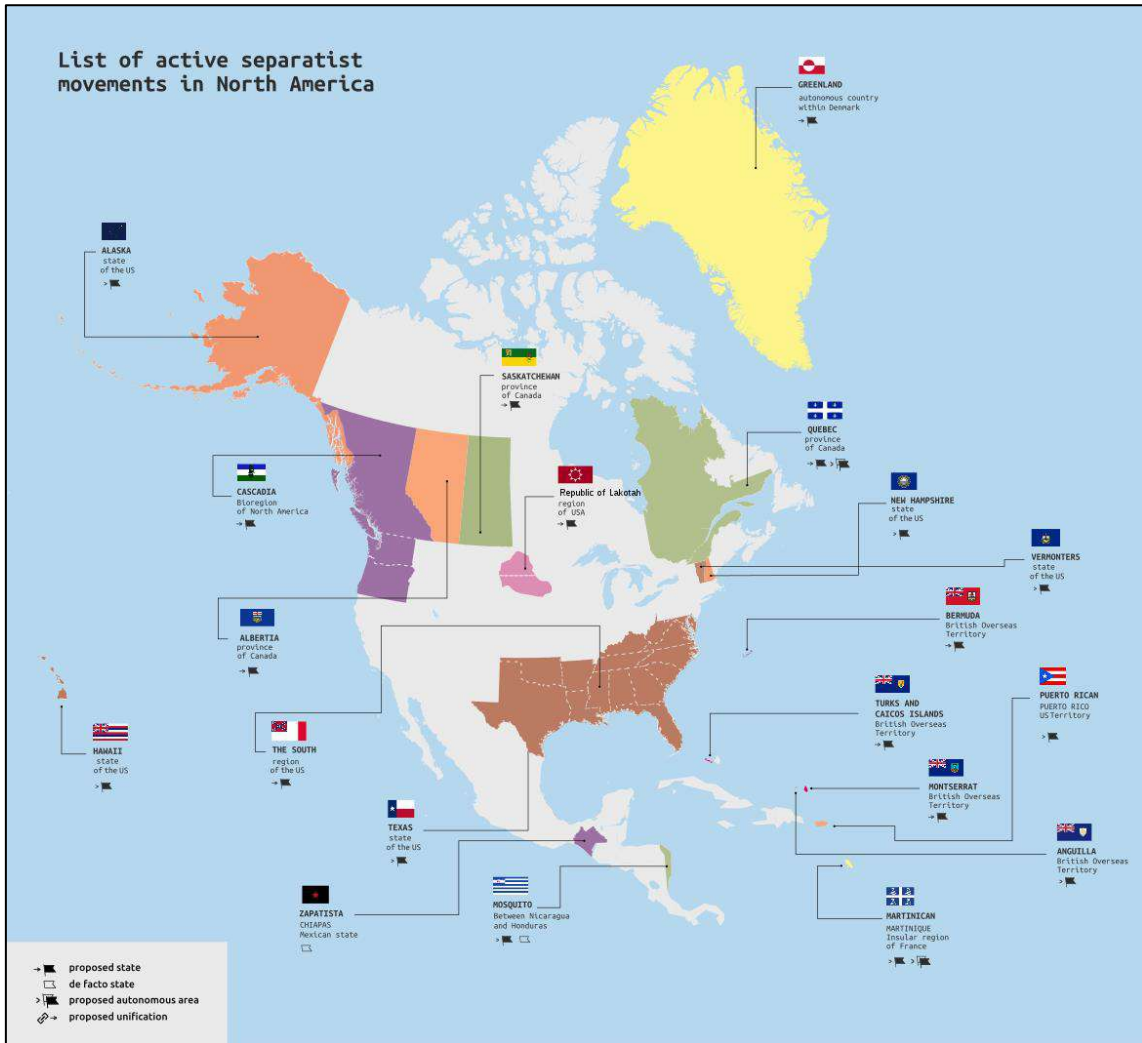 List of active separatist
movements in North America
GREENLAND
autonomous country
within Denmark
ALASKA
state
of the US
SASKATCHEWAN
province
of Canada
QUEBEC
province
of Canada
CASCADIA
Bioregion
of North America
Republic of Lakotah
region
of USA
NEW HAMPSHIRE
state
of the US
VERMONTERS
state
of the US
ALBERTIA
province
of Canada
BERMUDA
British Overseas
Territory
HAWAII
state
of the US
THE SOUTH
region
of the US
TURKS AND
CAICOS ISLANDS
British Overseas
Territory
PUERTO RICAN
PUERTO RICO
US Territory
TEXAS
state
of the US
MONTSERRAT
British Overseas
Territory
ANGUILLA
British Overseas
Territory
ZAPATISTA
CHIAPAS
Mexican state
MOSQUITO
Between Nicaragua
and Honduras
MARTINICAN
MARTINIQUE
Insular region
of France
proposed state
de facto state
proposed autonomous area
proposed unification